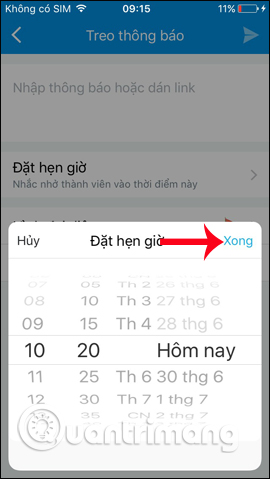 Không có SIM 09:15 11%
Treo thông báo
Nhập thông báo hoặc dán link
Đặt hẹn giờ
Nhắc nhở thành viên vào thời điểm này
Hủy Đặt hẹn giờ Xong
07 05 Th 2 26 thg 6
08 10 Th 3 27 thg 6
09 15 Th 4 28 thg 6
10 20 Hôm nay
11 25 Th 6 30 thg 6
12 30 Th 7 1 thg 7
35 CN 2 thg 7
Quantrimang